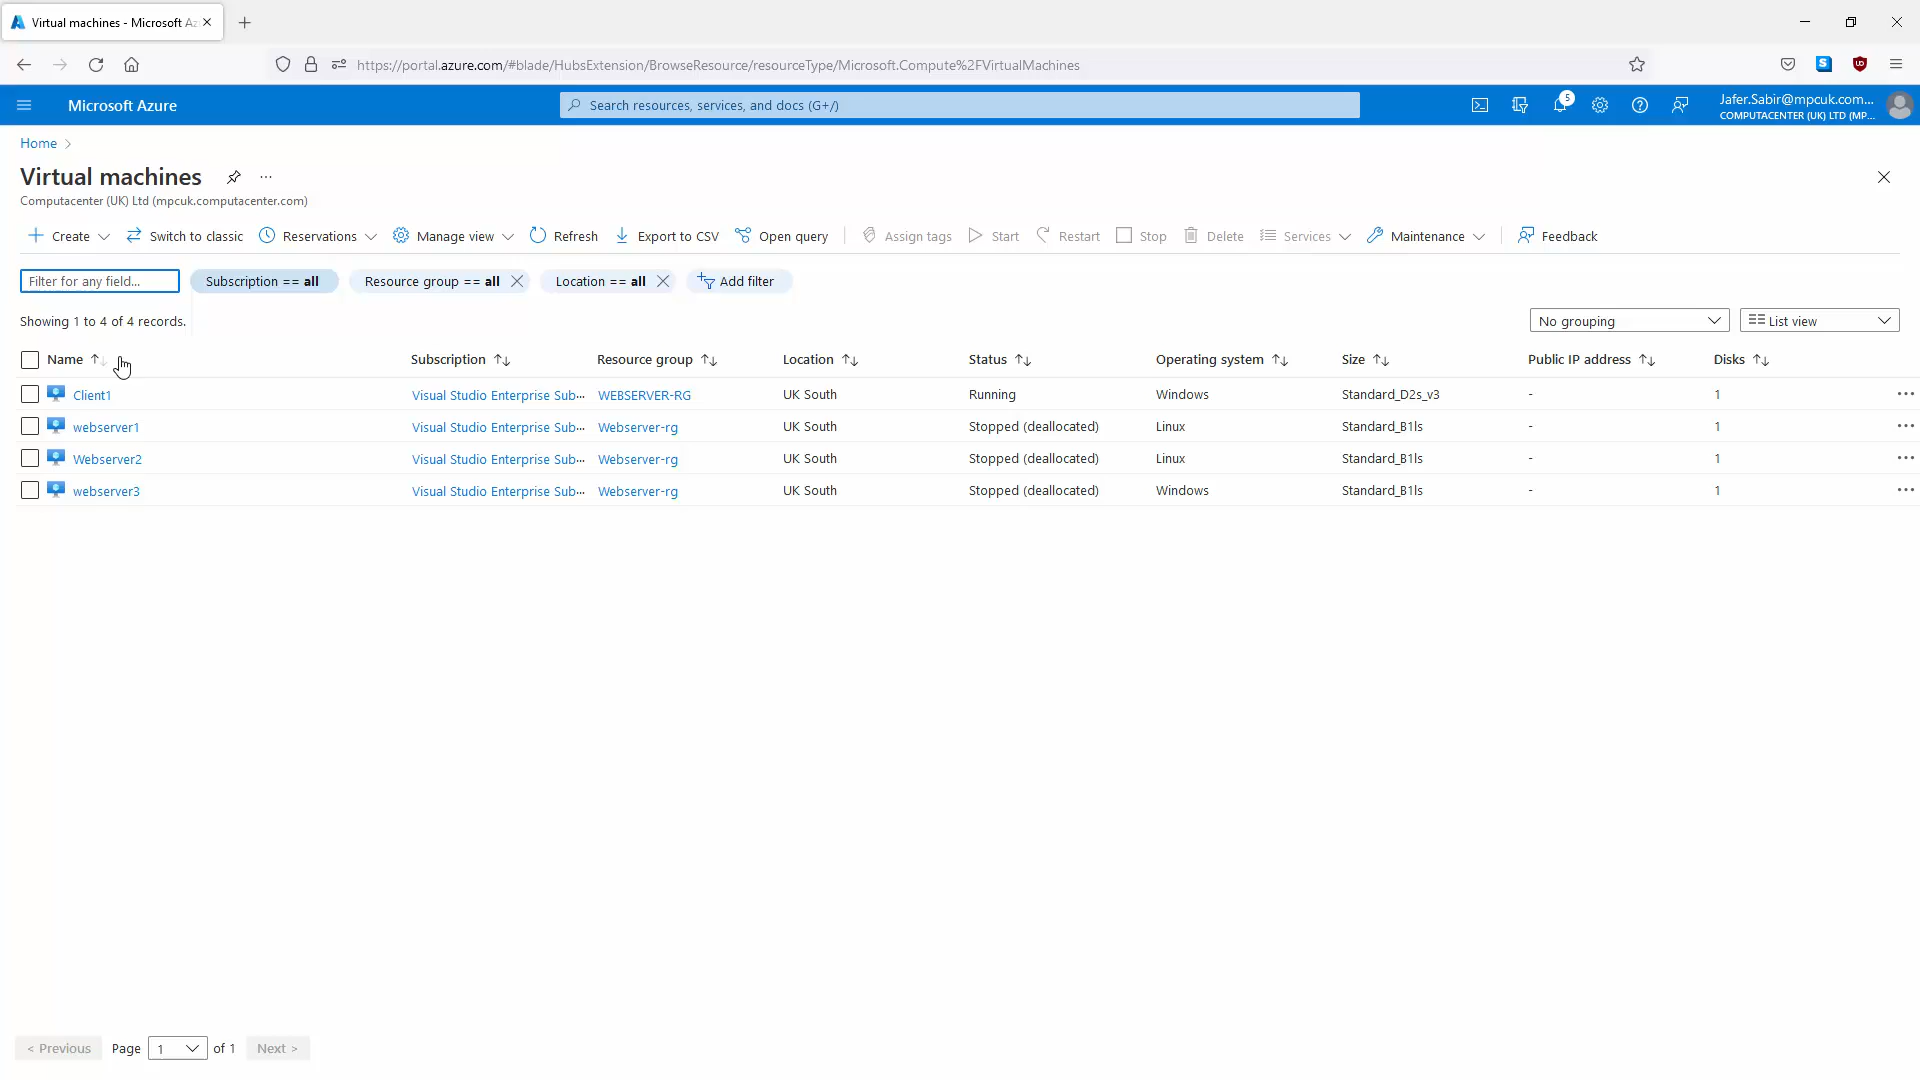 Virtual machines - Microsoft Az
https://portal.azure.com/#blade/HubsExtension/BrowseResource/resourceType/Microsoft.Compute%2FVirtualMachines
Microsoft Azure
Search resources, services, and docs (G+/)
5
Jafer.Sabir@mpcuk.com...
COMPUTACENTER (UK) LTD (MP...
Home
Virtual machines
Computacenter (UK) Ltd (mpcuk.computacenter.com)
Create Switch to classic Reservations Manage view Refresh Export to CSV Open query Assign tags Start Restart Stop Delete Services Maintenance Feedback
Filter for any field... Subscription == all Resource group == all Location == all Add filter
Showing 1 to 4 of 4 records. No grouping List view
Name Subscription Resource group Location Status Operating system Size Public IP address Disks
Client1 Visual Studio Enterprise Sub... WEBSERVER-RG UK South Running Windows Standard_D2s_v3 - 1
webserver1 Visual Studio Enterprise Sub... Webserver-rg UK South Stopped (deallocated) Linux Standard_B1ls - 1
Webserver2 Visual Studio Enterprise Sub... Webserver-rg UK South Stopped (deallocated) Linux Standard_B1ls - 1
webserver3 Visual Studio Enterprise Sub... Webserver-rg UK South Stopped (deallocated) Windows Standard_B1ls - 1
< Previous Page 1 of 1 Next >